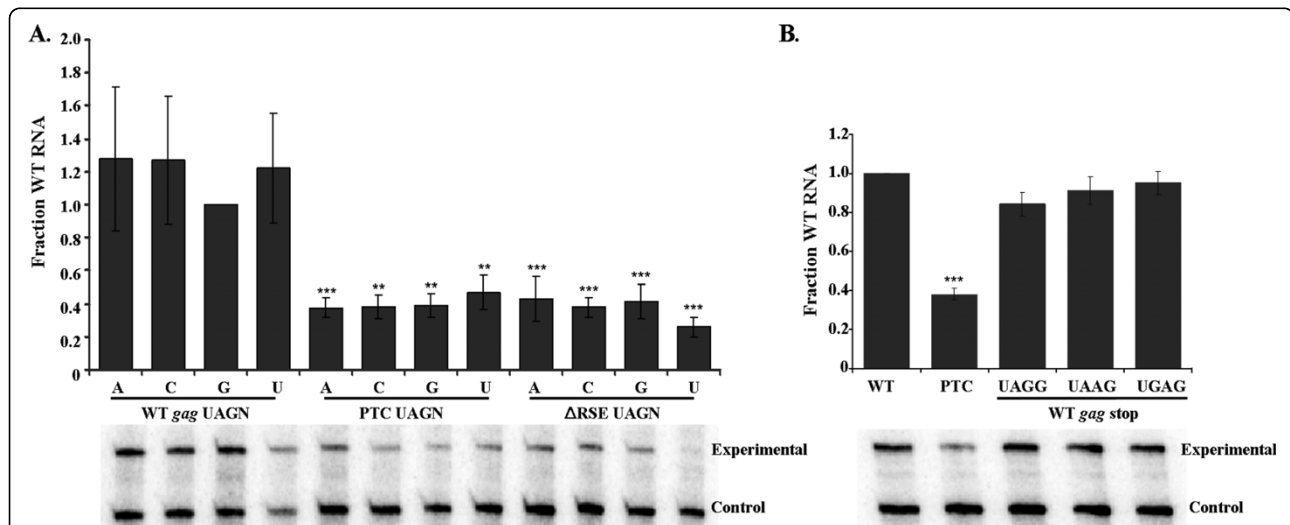 A.
Fraction WT RNA
2.0
1.8
1.6
1.4
1.2
1.0
0.8
0.6
0.4
0.2
0
*** ** ** ** *** *** *** ***
A C G U A C G U A C G U
WT gag UAGN PTC UAGN ΔRSE UAGN
Experimental
Control
B.
Fraction WT RNA
1.2
1.0
0.8
0.6
0.4
0.2
0
***
WT PTC UAGG UAAG UGAG
WT gag stop
Experimental
Control